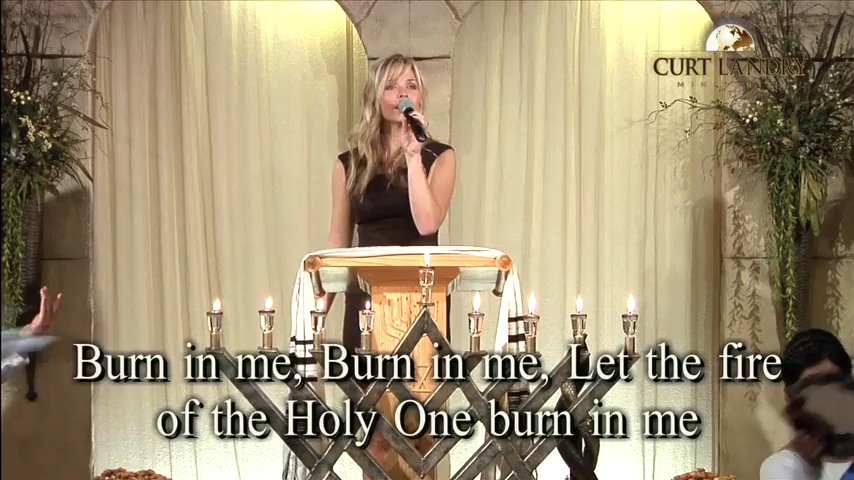 CURT LANDRY
Burn in me, Burn in me, Let the fire
of the Holy One burn in me